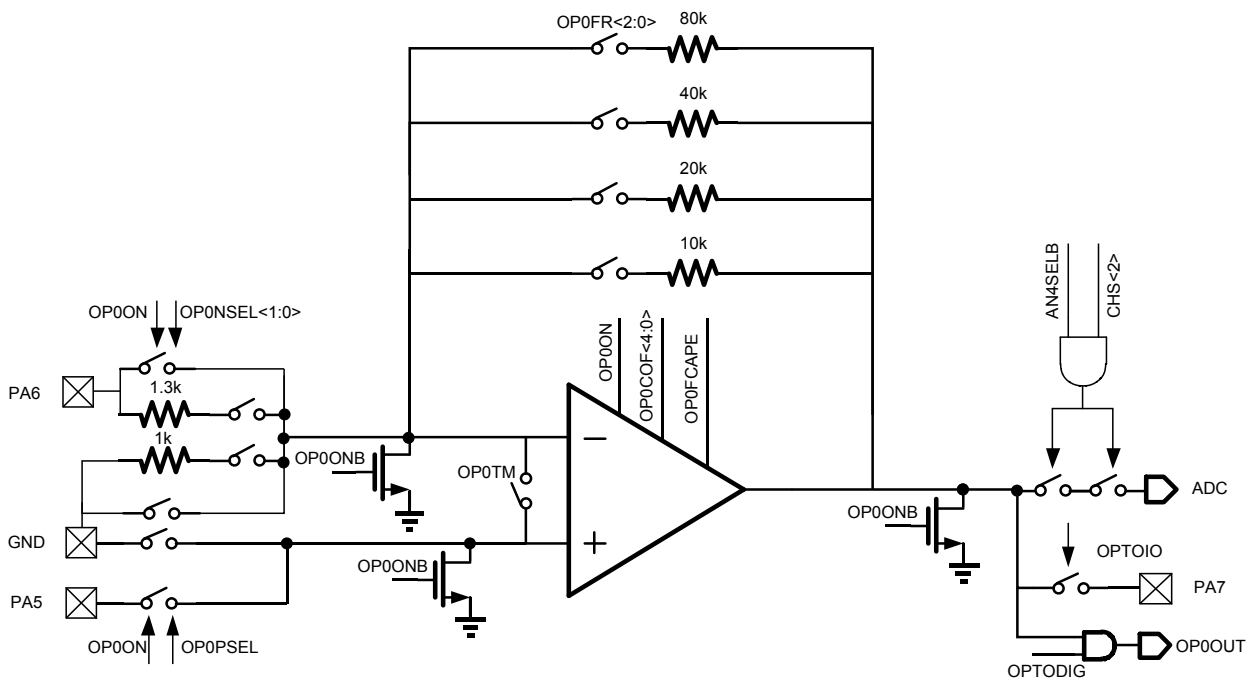 OP0FR<2:0>
80k
40k
20k
10k
AN4SELB
CHS<2>
OP0ON
OP0NSEL<1:0>
OP0ON
OP0COF<4:0>
OP0FCAPE
PA6
1.3k
1k
OP0ONB
OP0TM
ADC
GND
OP0ONB
OP0ONB
OPTOIO
PA5
PA7
OP0ON
OP0PSEL
OP0OUT
OPTODIG